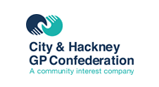 City & Hackney
GP Confederation
A community interest company